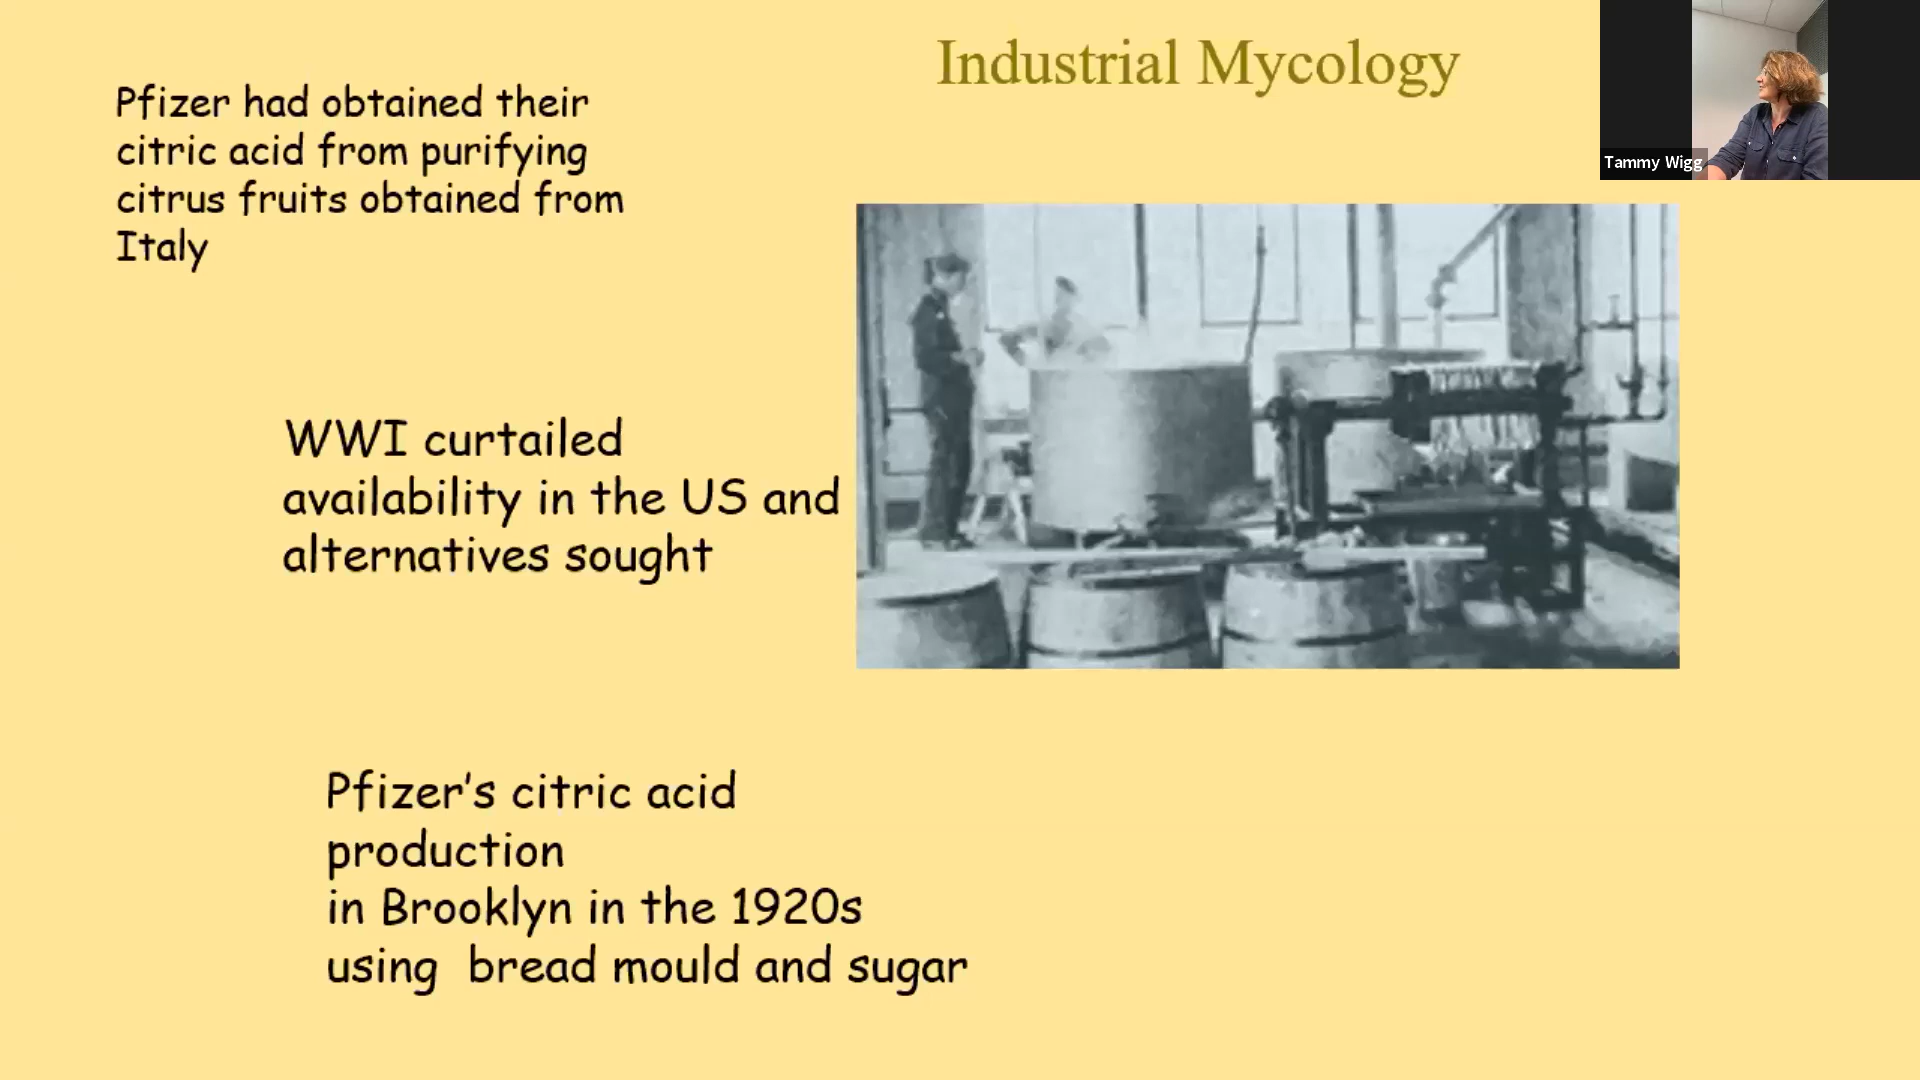 Industrial Mycology
Pfizer had obtained their
citric acid from purifying
citrus fruits obtained from
Italy
Tammy Wigg
WWI curtailed
availability in the US and
alternatives sought
Pfizer’s citric acid
production
in Brooklyn in the 1920s
using  bread mould and sugar